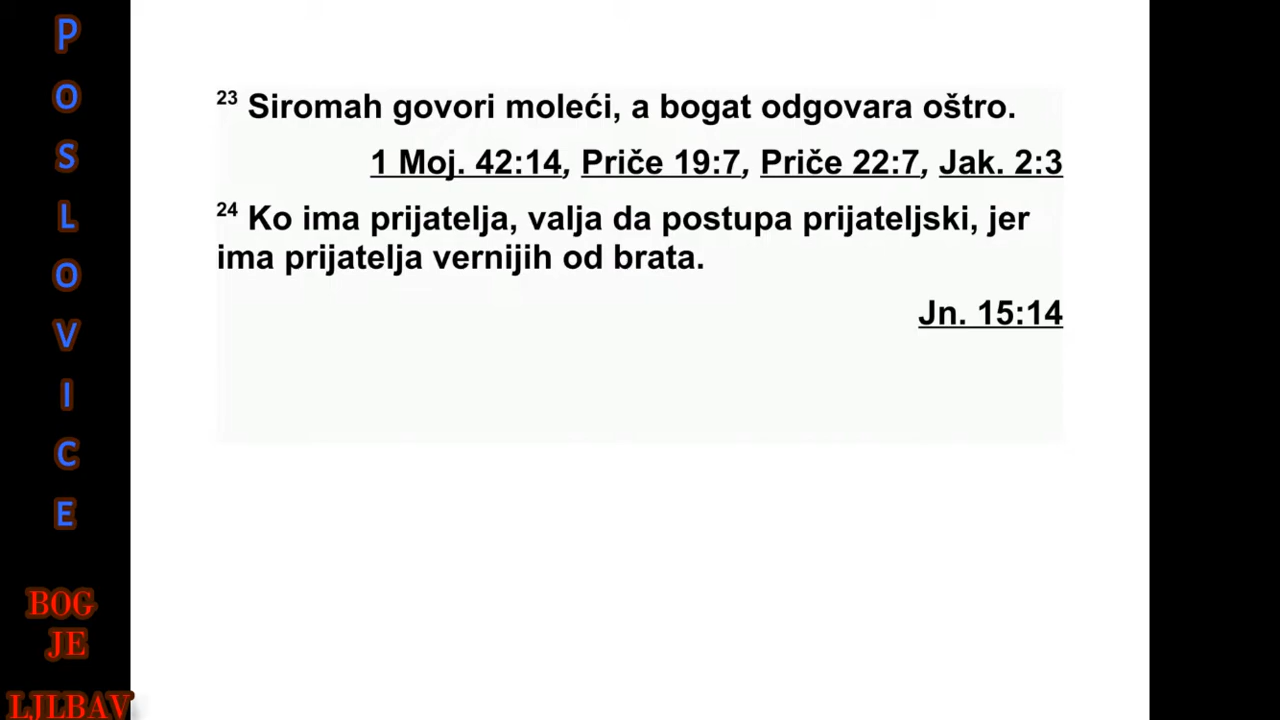 P
O
S
L
O
V
I
C
E
BOG
JE
LJLBAV
23 Siromah govori moleći, a bogat odgovara oštro.
1 Moj. 42:14, Priče 19:7, Priče 22:7, Jak. 2:3
24 Ko ima prijatelja, valja da postupa prijateljski, jer
ima prijatelja vernijih od brata.
Jn. 15:14